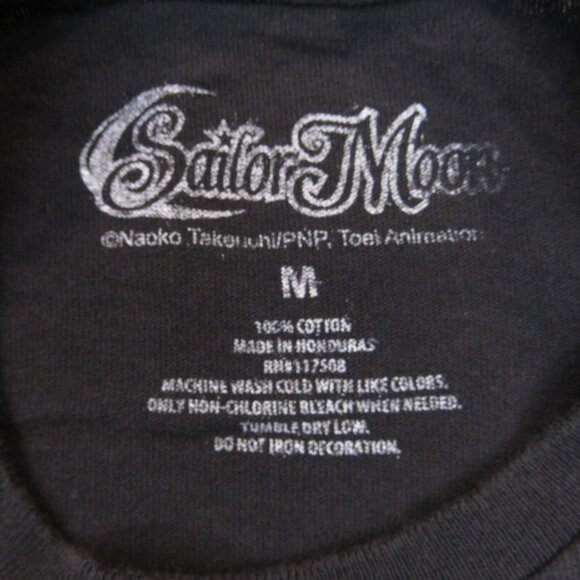 Sailor Moon
©Naoko Takeuchi/PNP, Toei Animation
M
100% COTTON
MADE IN HONDURAS
RN#117508
MACHINE WASH COLD WITH LIKE COLORS.
ONLY NON-CHLORINE BLEACH WHEN NEEDED.
TUMBLE DRY LOW.
DO NOT IRON DECORATION.